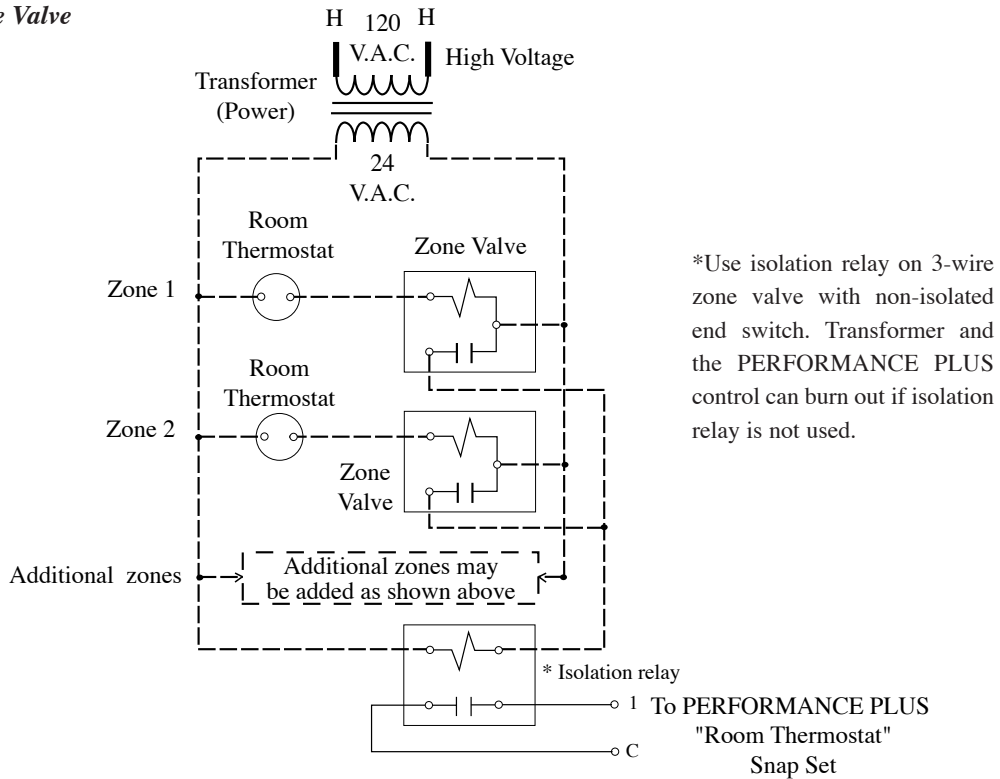 Valve
H 120 H
V.A.C.
High Voltage
Transformer
(Power)
24
V.A.C.
Room
Thermostat
Zone Valve
Zone 1
*Use isolation relay on 3-wire
zone valve with non-isolated
end switch. Transformer and
the PERFORMANCE PLUS
control can burn out if isolation
relay is not used.
Room
Thermostat
Zone 2
Zone
Valve
Additional zones
Additional zones may
be added as shown above
* Isolation relay
1 To PERFORMANCE PLUS
"Room Thermostat"
C
Snap Set